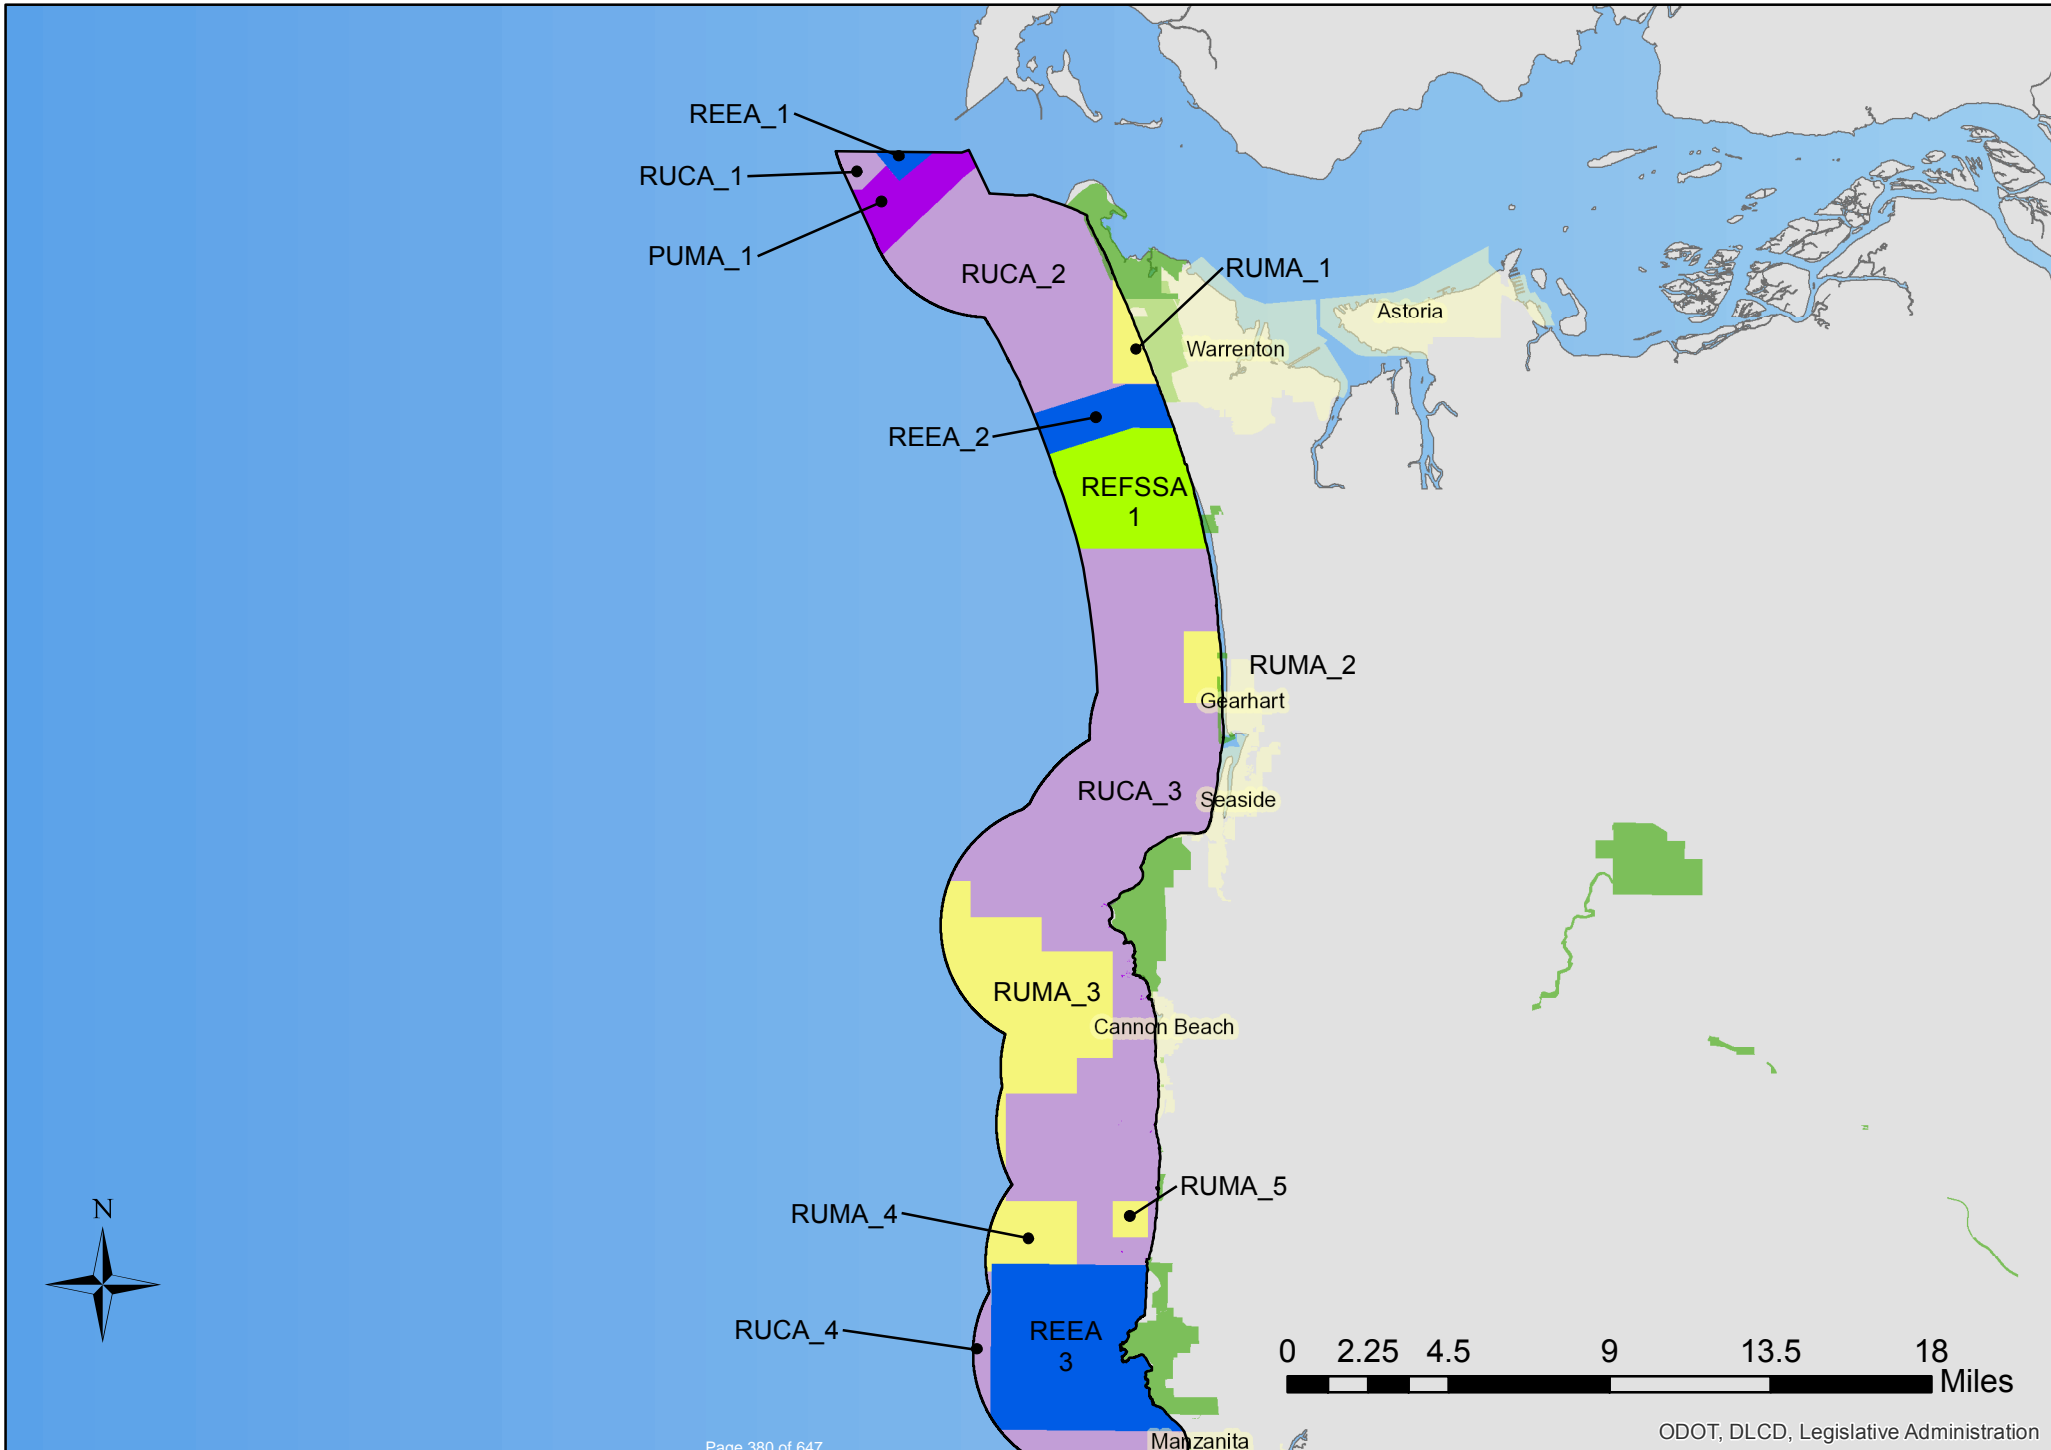 REEA_1
RUCA_1
PUMA_1
RUCA_2
RUMA_1
Astoria
Warrenton
REEA_2
REFSSA
1
RUMA_2
Gearhart
RUCA_3
Seaside
RUMA_3
Cannon Beach
RUMA_5
RUMA_4
N
RUCA_4
REEA
3
0 2.25 4.5 9 13.5 18
Miles
ODOT, DLCD, Legislative Administration
Manzanita
Page 380 of 647